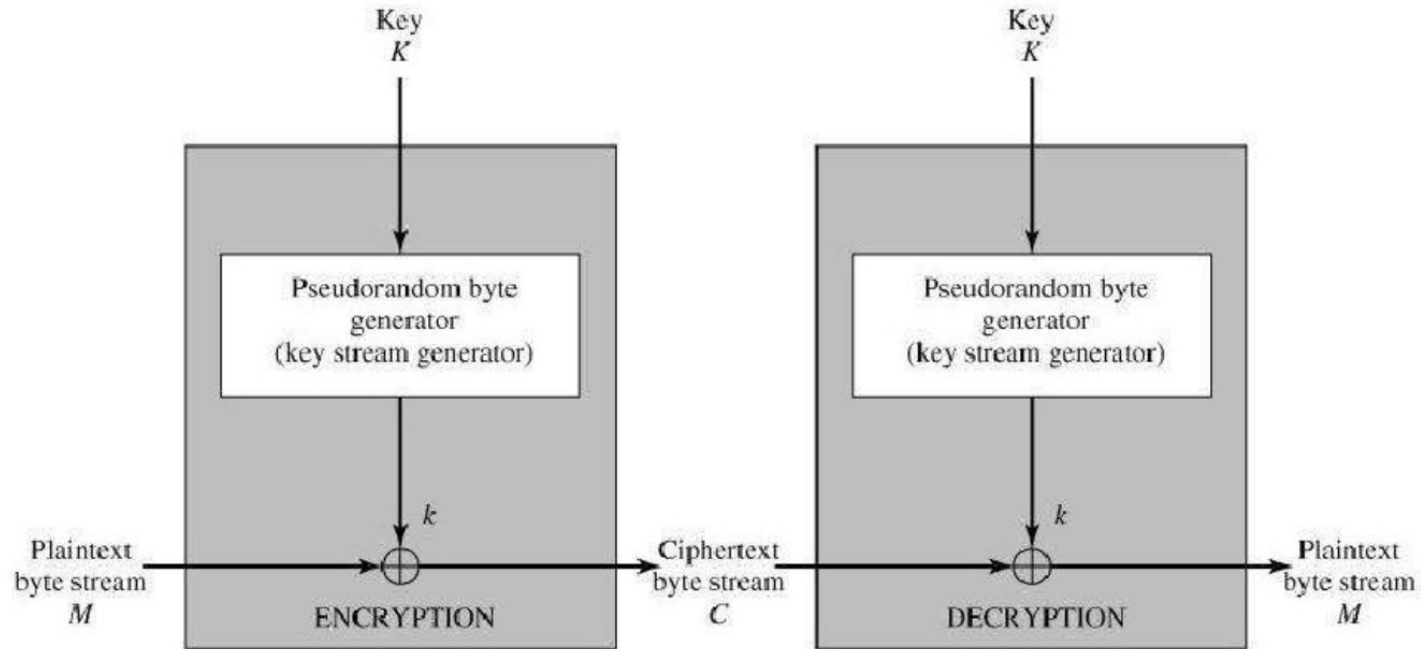 Key
K
Key
K
Pseudorandom byte
generator
(key stream generator)
Pseudorandom byte
generator
(key stream generator)
k
k
Plaintext
byte stream
M
ENCRYPTION
Ciphertext
byte stream
C
DECRYPTION
Plaintext
byte stream
M